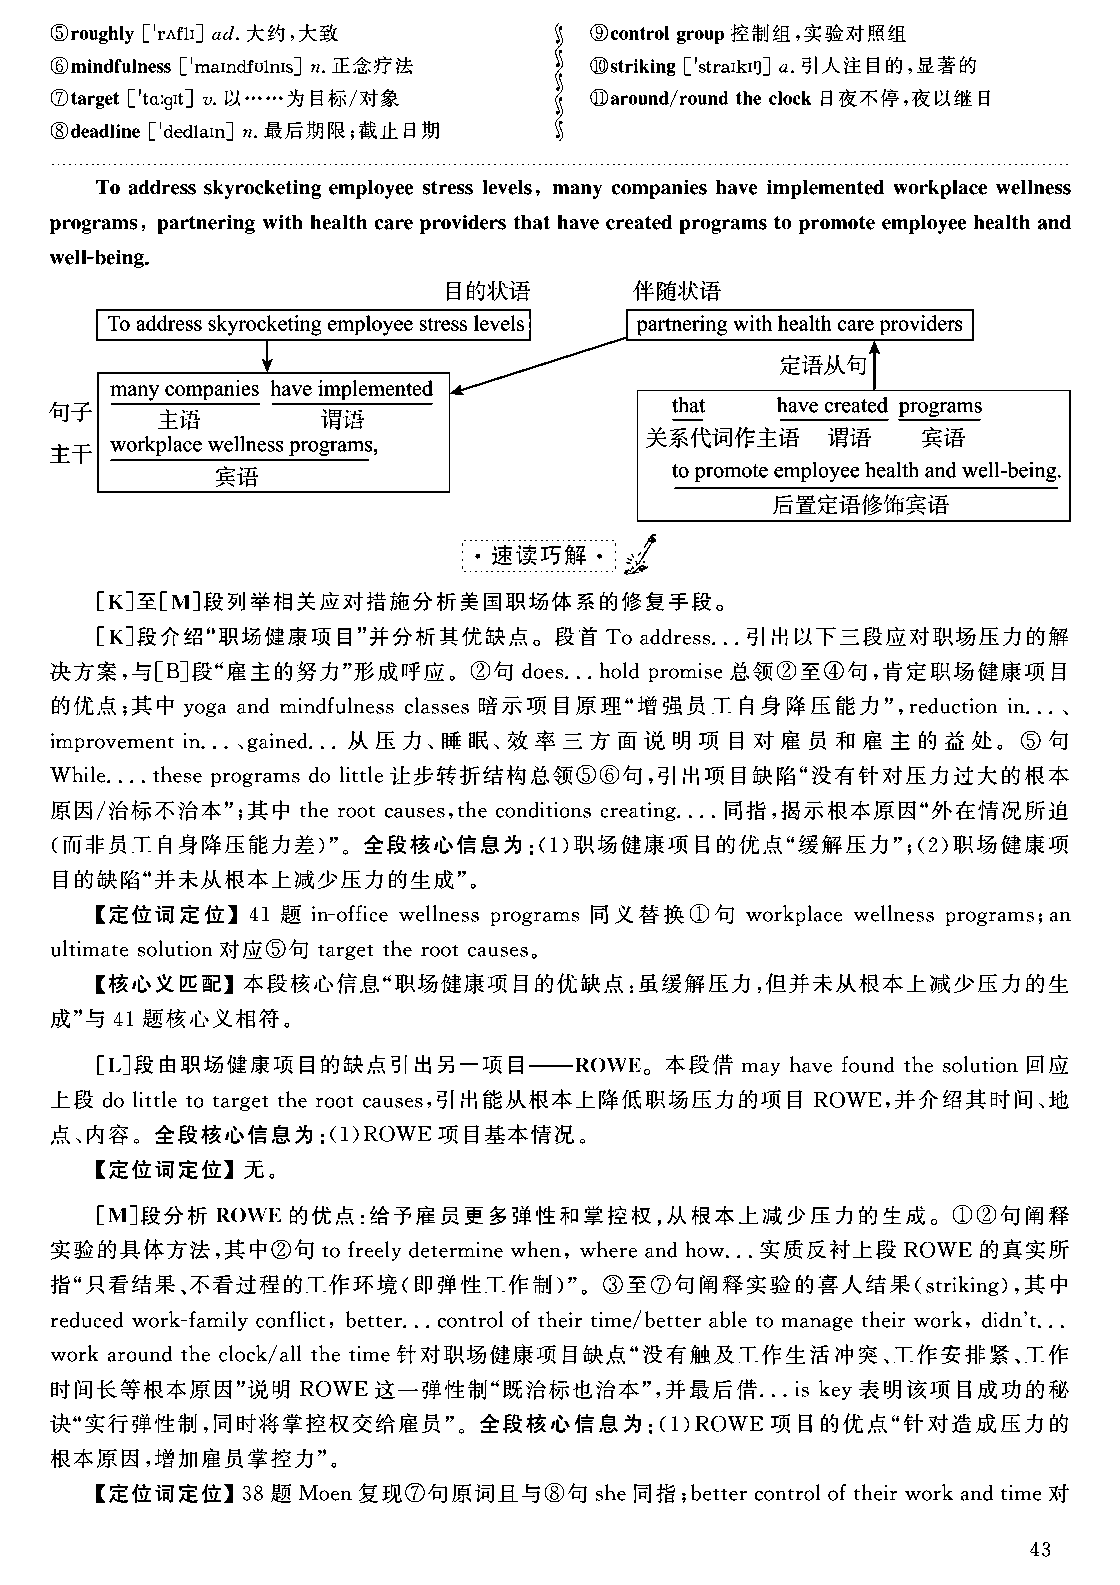 ⑤roughly [ˈrʌflɪ] ad. 大约,大致
⑥mindfulness [ˈmaɪndfʊlnɪs] n. 正念疗法
⑦target [ˈtɑːgɪt] v. 以……为目标/对象
⑧deadline [ˈdedlaɪn] n. 最后期限;截止日期
⑨control group 控制组,实验对照组
⑩striking [ˈstraɪkɪŋ] a. 引人注目的,显著的
⑪around/round the clock 日夜不停,夜以继日
To address skyrocketing employee stress levels, many companies have implemented workplace wellness
programs, partnering with health care providers that have created programs to promote employee health and
well-being.
目的状语
伴随状语
To address skyrocketing employee stress levels
partnering with health care providers
定语从句
句子
主干
many companies have implemented
主语 谓语
workplace wellness programs,
宾语
that have created programs
关系代词作主语 谓语 宾语
to promote employee health and well-being.
后置定语修饰宾语
·速读巧解·
[K]至[M]段列举相关应对措施分析美国职场体系的修复手段。
[K]段介绍“职场健康项目”并分析其优缺点。段首 To address...引出以下三段应对职场压力的解
决方案,与[B]段“雇主的努力”形成呼应。②句 does...hold promise 总领②至④句,肯定职场健康项目
的优点;其中 yoga and mindfulness classes 暗示项目原理“增强员工自身降压能力”,reduction in...、
improvement in...、gained...从压力、睡眠、效率三方面说明项目对雇员和雇主的益处。⑤句
While....these programs do little 让步转折结构总领⑤⑥句,引出项目缺陷“没有针对压力过大的根本
原因/治标不治本”;其中 the root causes,the conditions creating....同指,揭示根本原因“外在情况所迫
(而非员工自身降压能力差)”。全段核心信息为:(1)职场健康项目的优点“缓解压力”;(2)职场健康项
目的缺陷“并未从根本上减少压力的生成”。
【定位词定位】41 题 in-office wellness programs 同义替换①句 workplace wellness programs;an
ultimate solution 对应⑤句 target the root causes。
【核心义匹配】本段核心信息“职场健康项目的优缺点:虽缓解压力,但并未从根本上减少压力的生
成”与 41 题核心义相符。
[L]段由职场健康项目的缺点引出另一项目——ROWE。本段借 may have found the solution 回应
上段 do little to target the root causes,引出能从根本上降低职场压力的项目 ROWE,并介绍其时间、地
点、内容。全段核心信息为:(1)ROWE 项目基本情况。
【定位词定位】无。
[M]段分析 ROWE 的优点:给予雇员更多弹性和掌控权,从根本上减少压力的生成。①②句阐释
实验的具体方法,其中②句 to freely determine when, where and how...实质反衬上段 ROWE 的真实所
指“只看结果、不看过程的工作环境(即弹性工作制)”。③至⑦句阐释实验的喜人结果(striking),其中
reduced work-family conflict, better...control of their time/better able to manage their work, didn't...
work around the clock/all the time 针对职场健康项目缺点“没有触及工作生活冲突、工作安排紧、工作
时间长等根本原因”说明 ROWE 这一弹性制“既治标也治本”,并最后借...is key 表明该项目成功的秘
诀“实行弹性制,同时将掌控权交给雇员”。全段核心信息为:(1)ROWE 项目的优点“针对造成压力的
根本原因,增加雇员掌控力”。
【定位词定位】38 题 Moen 复现⑦句原词且与⑧句 she 同指;better control of their work and time 对
43